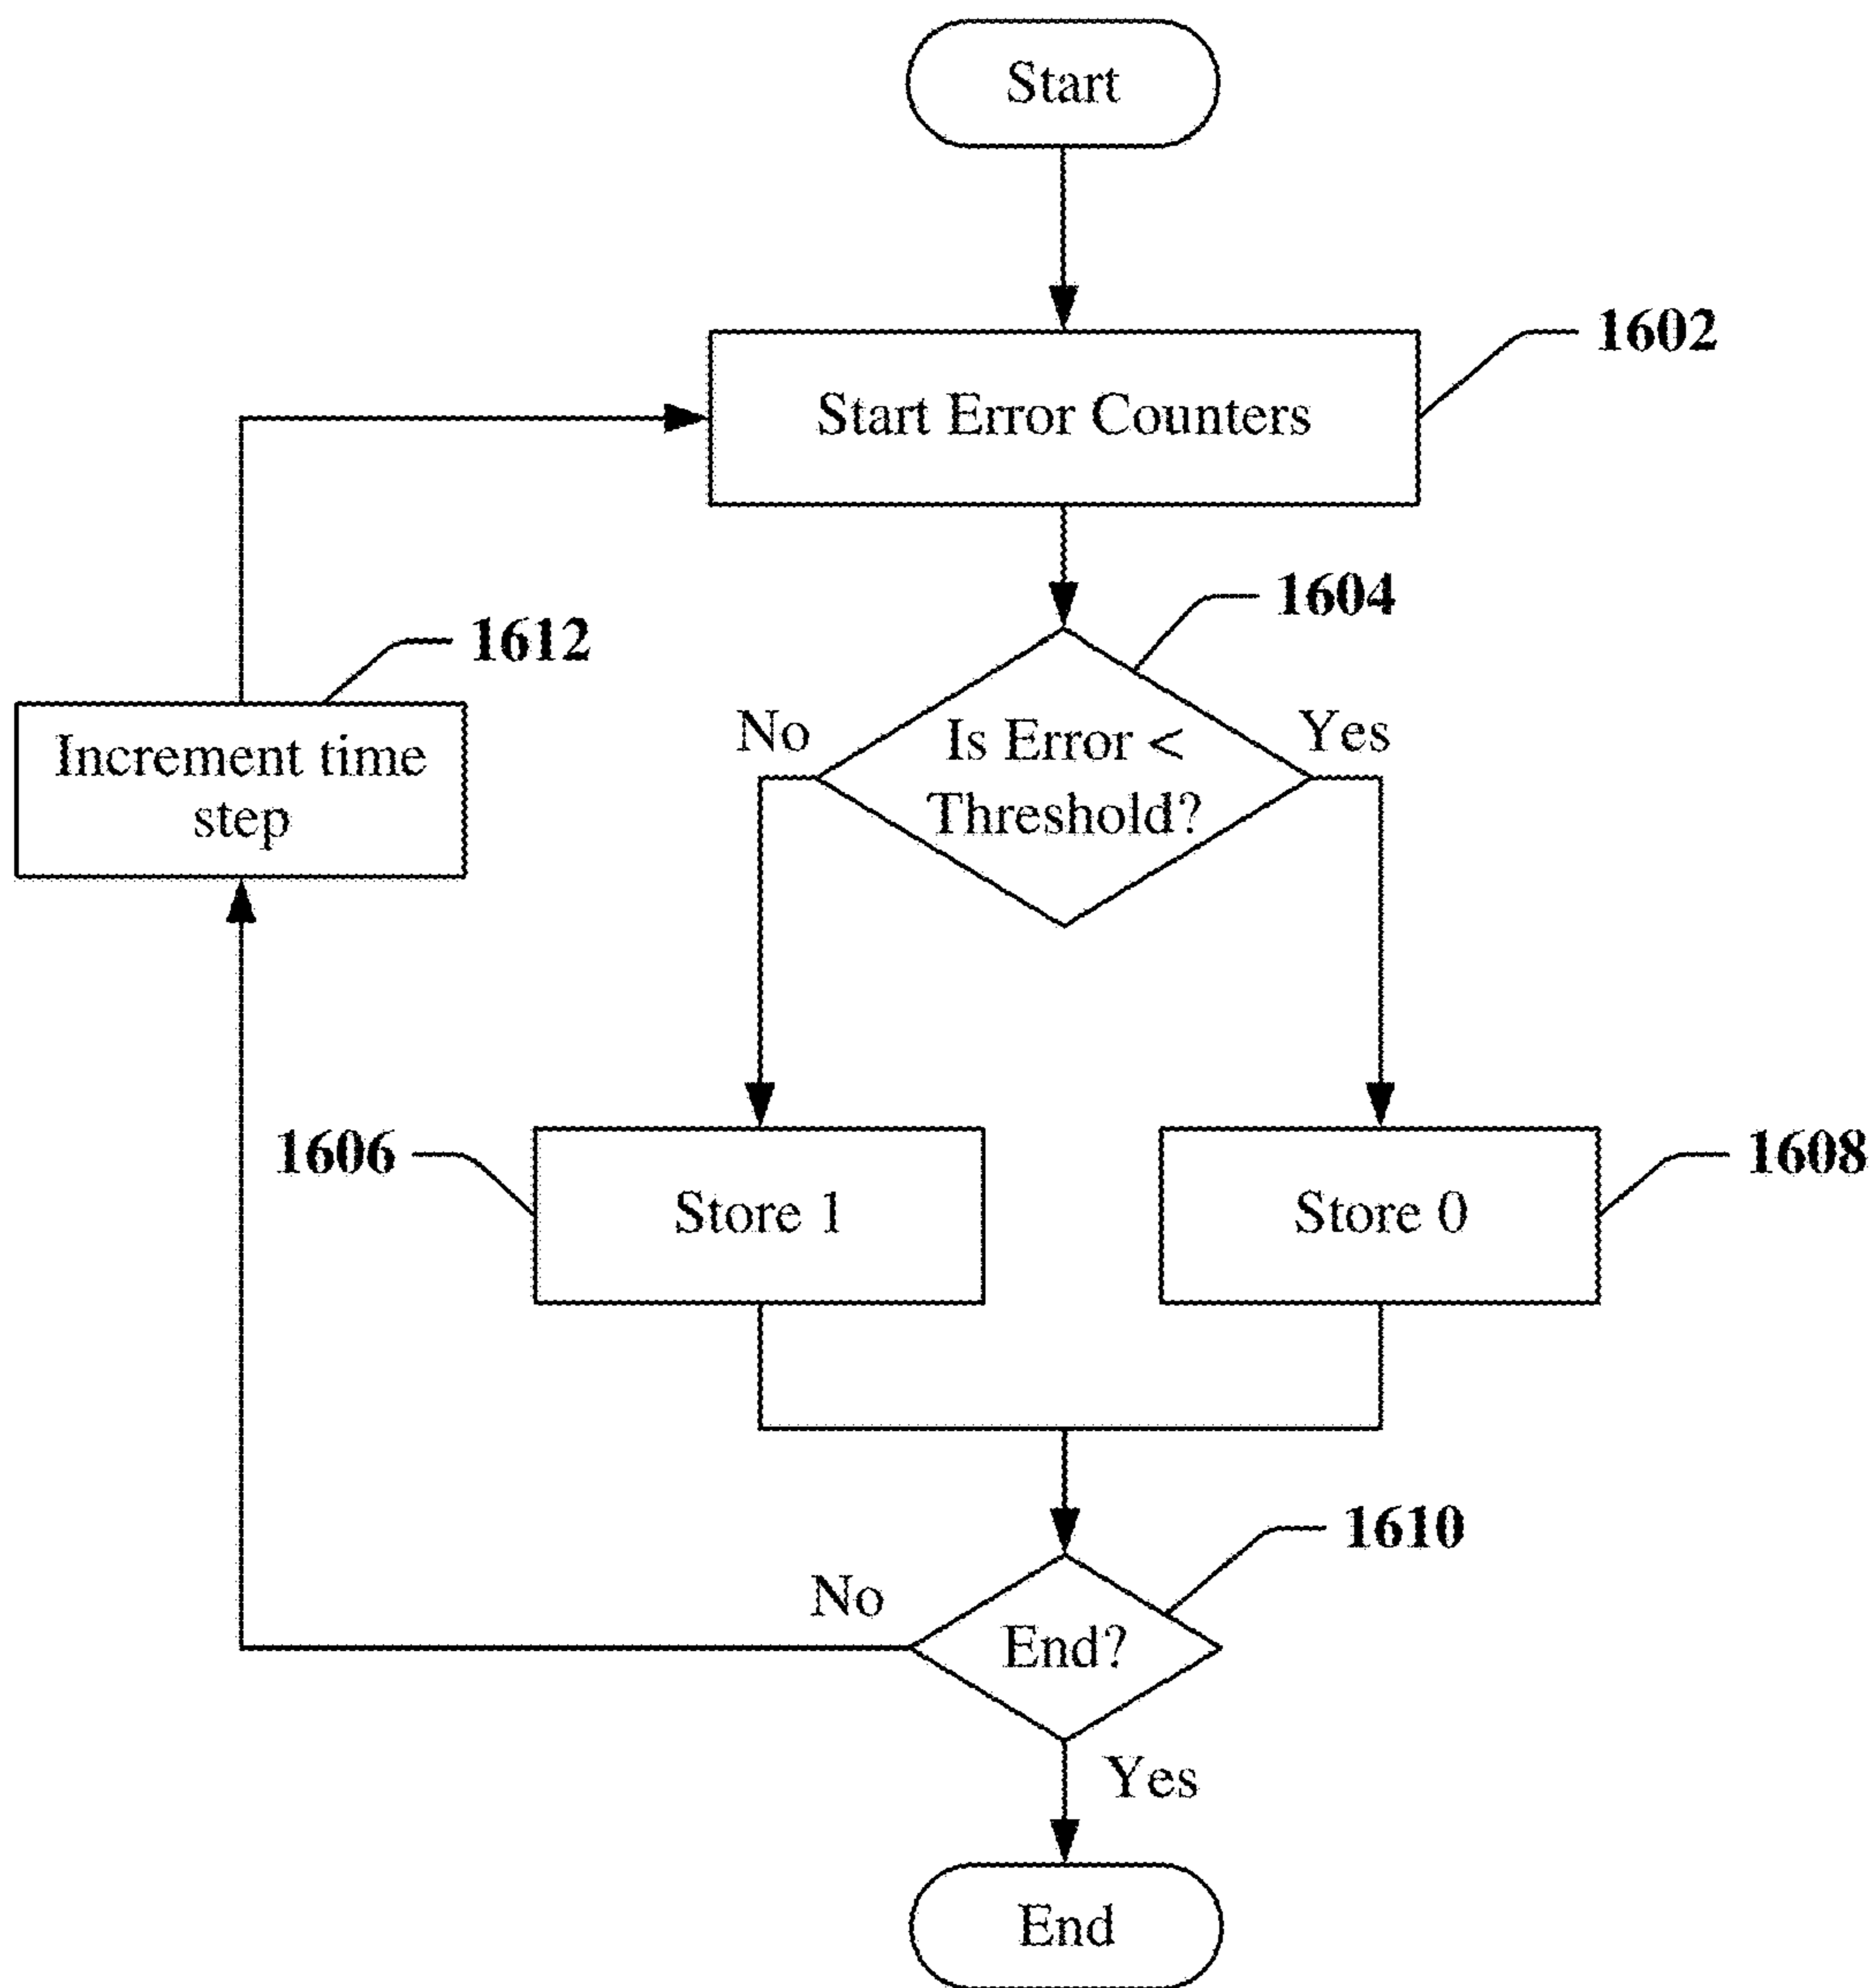 Start
1602
Start Error Counters
1604
1612
No
Is Error <
Yes
Threshold?
Increment time
step
1606
1608
Store 1
Store 0
1610
No
End?
Yes
End